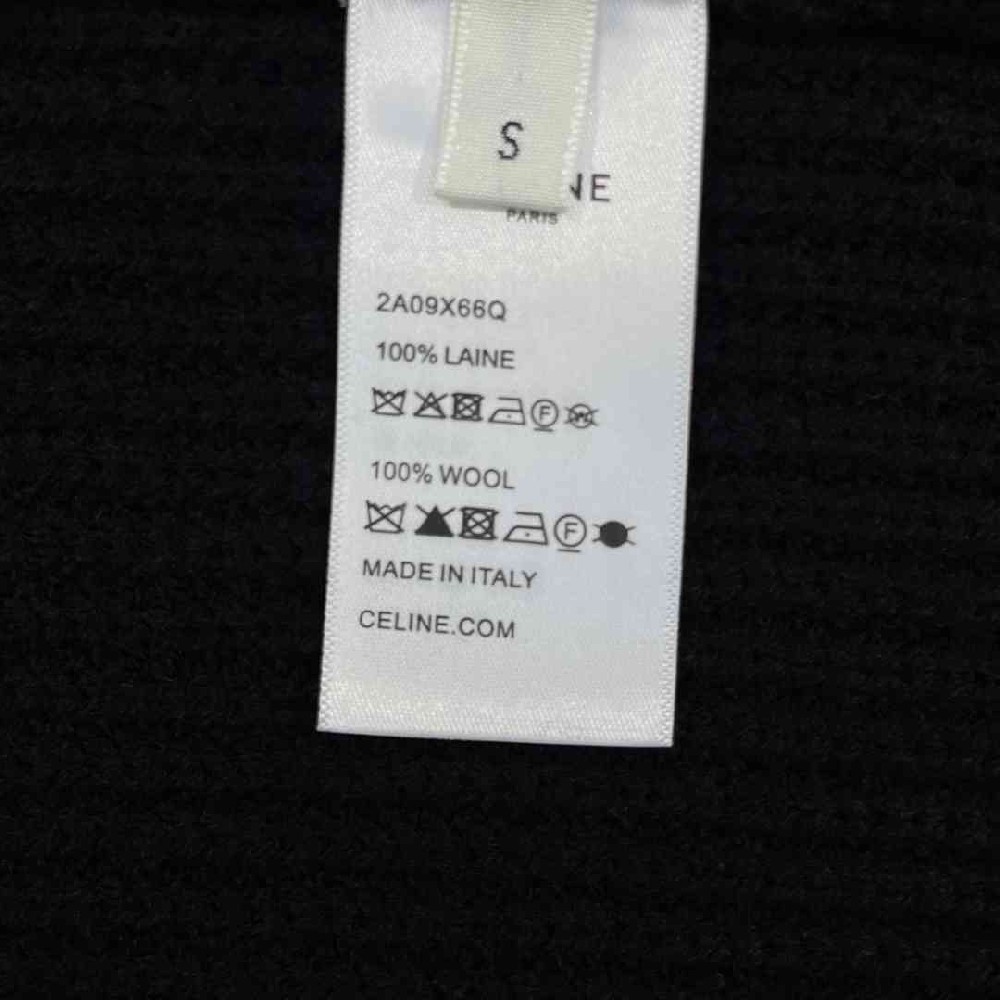 S
NE
PARIS
2A09X66Q
100% LAINE
F W
100% WOOL
F
MADE IN ITALY
CELINE.COM